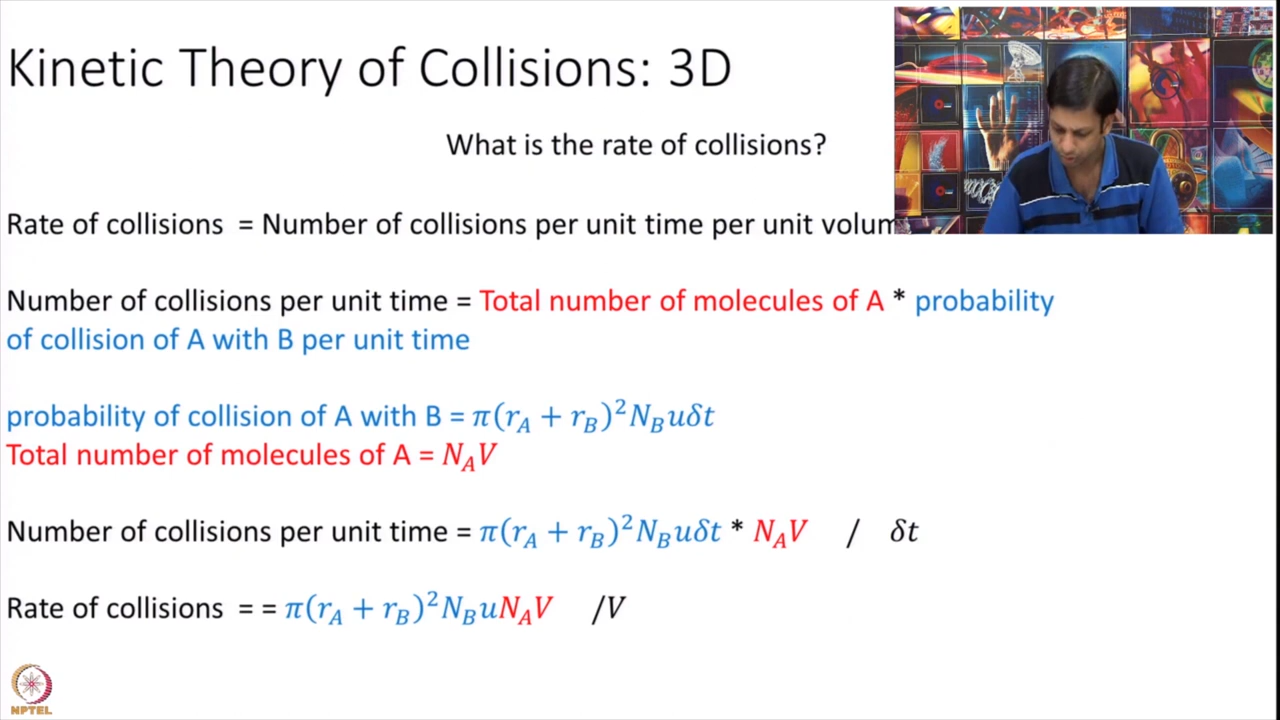 Kinetic Theory of Collisions: 3D
What is the rate of collisions?
Rate of collisions = Number of collisions per unit time per unit volum
Number of collisions per unit time = Total number of molecules of A * probability
of collision of A with B per unit time
probability of collision of A with B = π(r_A + r_B)² N_B uδt
Total number of molecules of A = N_A V
Number of collisions per unit time = π(r_A + r_B)² N_B uδt * N_A V / δt
Rate of collisions = = π(r_A + r_B)² N_B u N_A V /V
NPTEL